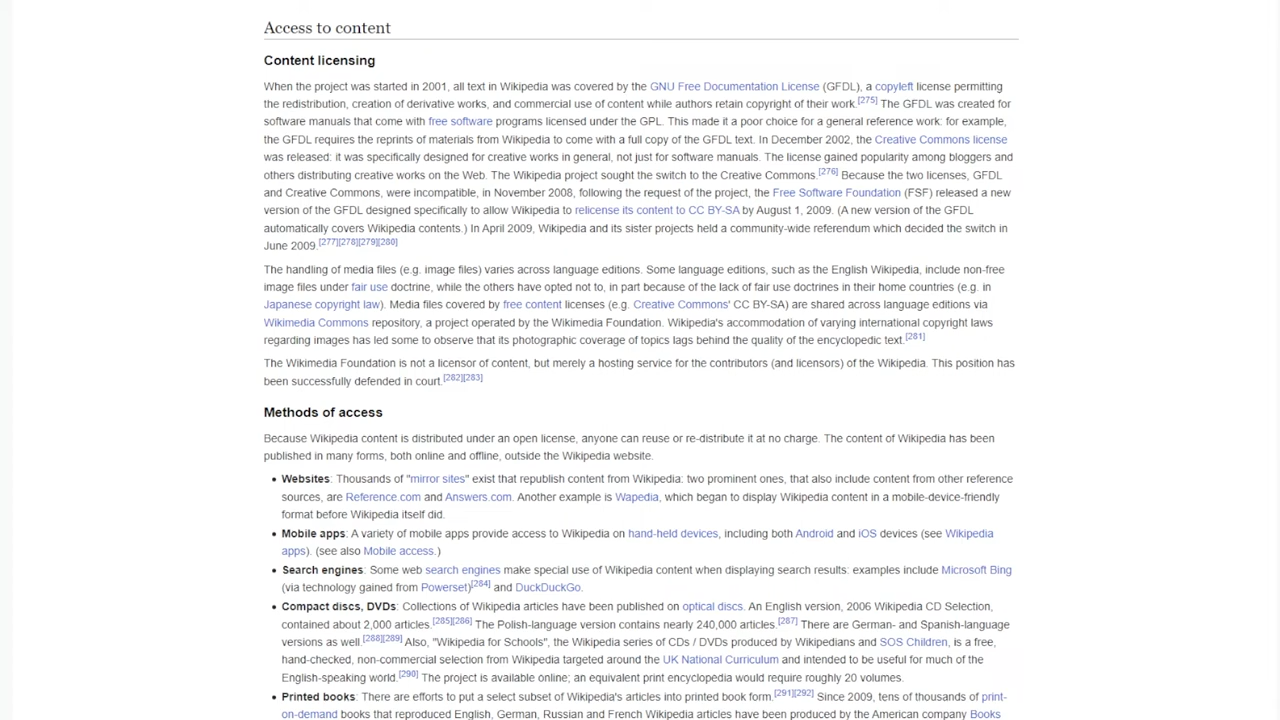 Access to content
Content licensing
When the project was started in 2001, all text in Wikipedia was covered by the GNU Free Documentation License (GFDL), a copyleft license permitting
the redistribution, creation of derivative works, and commercial use of content while authors retain copyright of their work.[275] The GFDL was created for
software manuals that come with free software programs licensed under the GPL. This made it a poor choice for a general reference work: for example,
the GFDL requires the reprints of materials from Wikipedia to come with a full copy of the GFDL text. In December 2002, the Creative Commons license
was released: it was specifically designed for creative works in general, not just for software manuals. The license gained popularity among bloggers and
others distributing creative works on the Web. The Wikipedia project sought the switch to the Creative Commons.[276] Because the two licenses, GFDL
and Creative Commons, were incompatible, in November 2008, following the request of the project, the Free Software Foundation (FSF) released a new
version of the GFDL designed specifically to allow Wikipedia to relicense its content to CC BY-SA by August 1, 2009. (A new version of the GFDL
automatically covers Wikipedia contents.) In April 2009, Wikipedia and its sister projects held a community-wide referendum which decided the switch in
June 2009.[277][278][279][280]
The handling of media files (e.g. image files) varies across language editions. Some language editions, such as the English Wikipedia, include non-free
image files under fair use doctrine, while the others have opted not to, in part because of the lack of fair use doctrines in their home countries (e.g. in
Japanese copyright law). Media files covered by free content licenses (e.g. Creative Commons' CC BY-SA) are shared across language editions via
Wikimedia Commons repository, a project operated by the Wikimedia Foundation. Wikipedia's accommodation of varying international copyright laws
regarding images has led some to observe that its photographic coverage of topics lags behind the quality of the encyclopedic text.[281]
The Wikimedia Foundation is not a licensor of content, but merely a hosting service for the contributors (and licensors) of the Wikipedia. This position has
been successfully defended in court.[282][283]
Methods of access
Because Wikipedia content is distributed under an open license, anyone can reuse or re-distribute it at no charge. The content of Wikipedia has been
published in many forms, both online and offline, outside the Wikipedia website.
• Websites: Thousands of "mirror sites" exist that republish content from Wikipedia: two prominent ones, that also include content from other reference
sources, are Reference.com and Answers.com. Another example is Wapedia, which began to display Wikipedia content in a mobile-device-friendly
format before Wikipedia itself did.
• Mobile apps: A variety of mobile apps provide access to Wikipedia on hand-held devices, including both Android and iOS devices (see Wikipedia
apps). (see also Mobile access.)
• Search engines: Some web search engines make special use of Wikipedia content when displaying search results: examples include Microsoft Bing
(via technology gained from Powerset)[284] and DuckDuckGo.
• Compact discs, DVDs: Collections of Wikipedia articles have been published on optical discs. An English version, 2006 Wikipedia CD Selection,
contained about 2,000 articles.[285][286] The Polish-language version contains nearly 240,000 articles.[287] There are German- and Spanish-language
versions as well.[288][289] Also, "Wikipedia for Schools", the Wikipedia series of CDs / DVDs produced by Wikipedians and SOS Children, is a free,
hand-checked, non-commercial selection from Wikipedia targeted around the UK National Curriculum and intended to be useful for much of the
English-speaking world.[290] The project is available online; an equivalent print encyclopedia would require roughly 20 volumes.
• Printed books: There are efforts to put a select subset of Wikipedia's articles into printed book form.[291][292] Since 2009, tens of thousands of print-
on-demand books that reproduced English, German, Russian and French Wikipedia articles have been produced by the American company Books